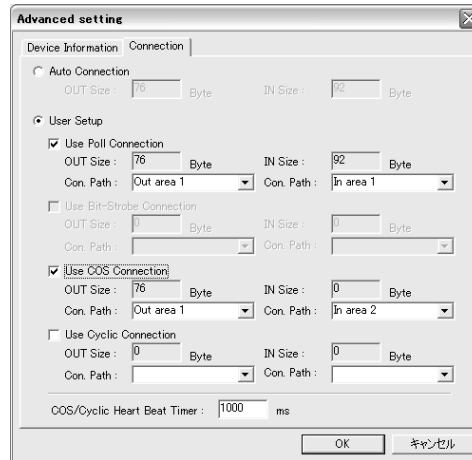 Advanced setting
Device Information Connection
Auto Connection
OUT Size : 76 Byte IN Size : 92 Byte
User Setup
Use Poll Connection
OUT Size : 76 Byte IN Size : 92 Byte
Con. Path : Out area 1 Con. Path : In area 1
Use Bit-Strobe Connection
OUT Size : 0 Byte IN Size : 0 Byte
Con. Path : Con. Path :
Use COS Connection
OUT Size : 76 Byte IN Size : 0 Byte
Con. Path : Out area 1 Con. Path : In area 2
Use Cyclic Connection
OUT Size : 0 Byte IN Size : 0 Byte
Con. Path : Con. Path :
COS/Cyclic Heart Beat Timer : 1000 ms
OK キャンセル